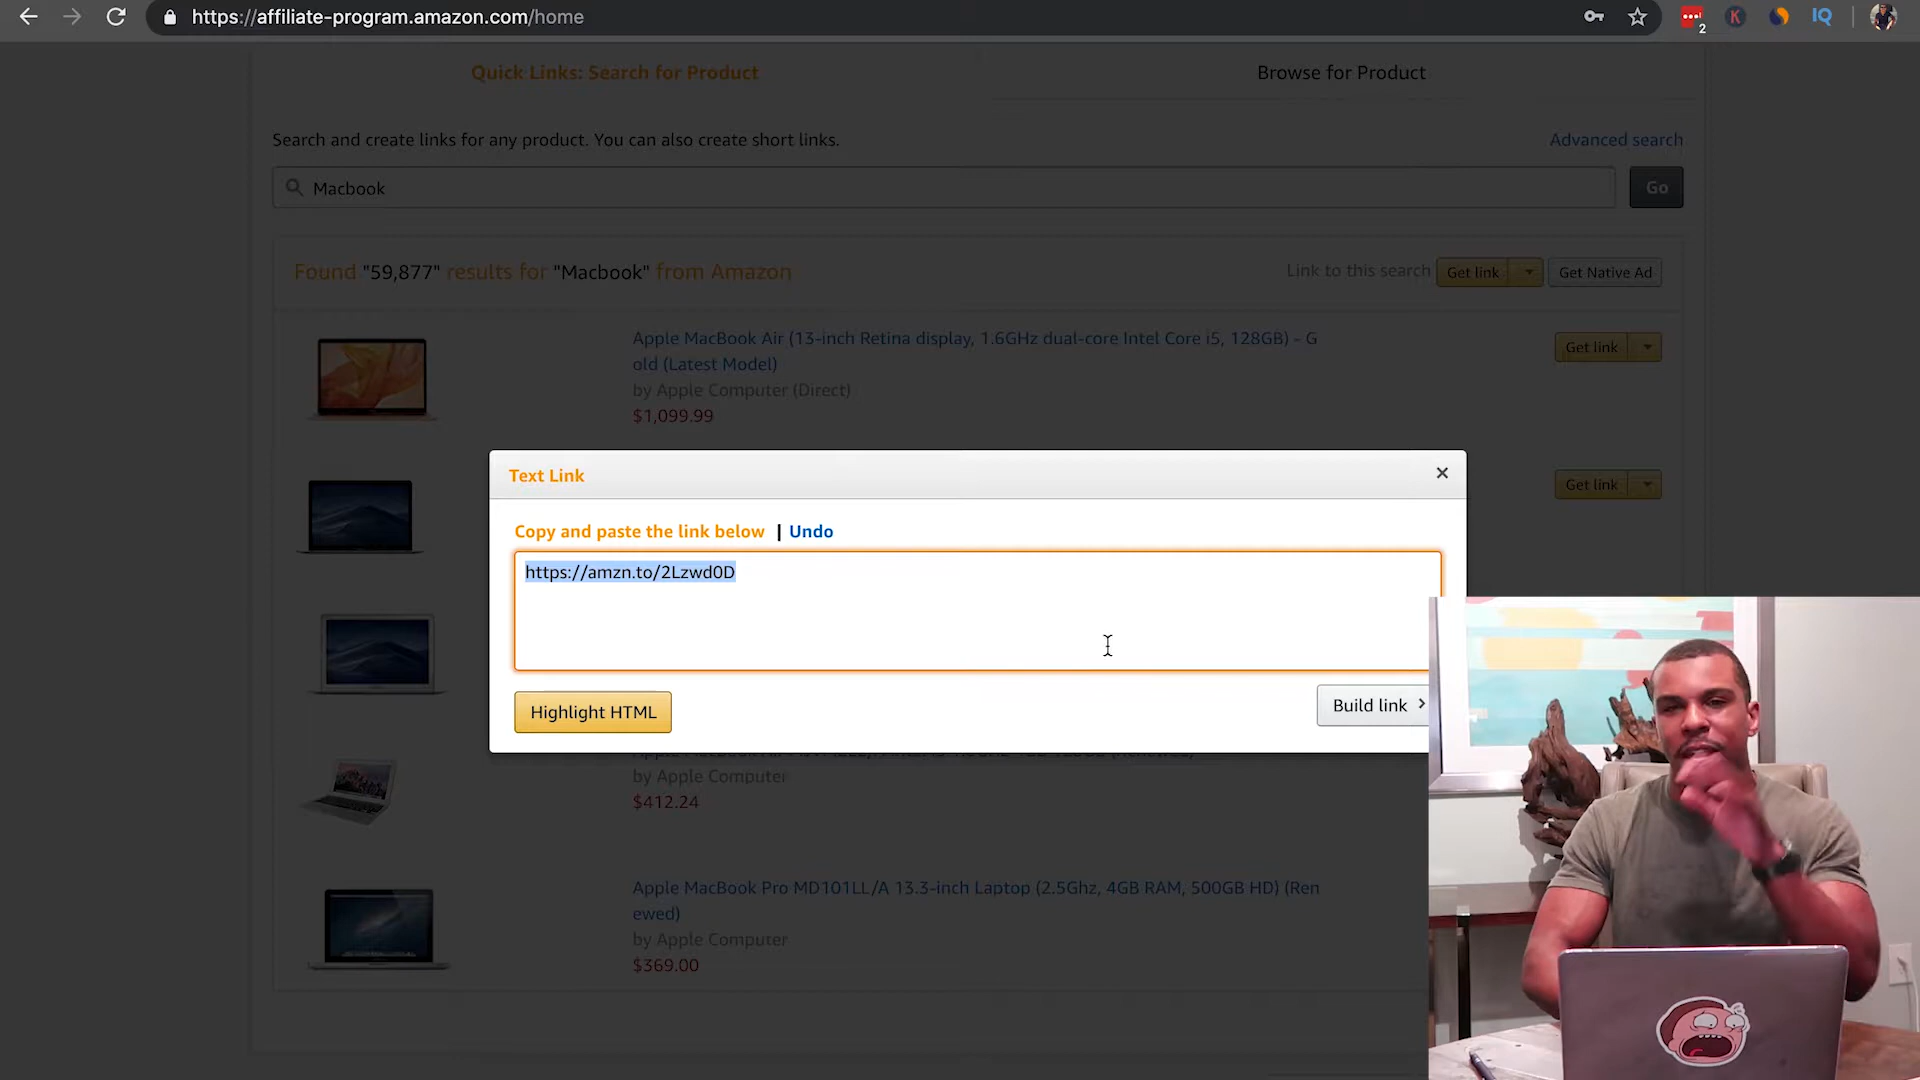 https://affiliate-program.amazon.com/home
2
K
IQ
Quick Links: Search for Product
Browse for Product
Search and create links for any product. You can also create short links.
Advanced search
Macbook
Go
Found "59,877" results for "Macbook" from Amazon
Link to this search
Get link
Get Native Ad
Apple MacBook Air (13-inch Retina display, 1.6GHz dual-core Intel Core i5, 128GB) - G
old (Latest Model)
by Apple Computer (Direct)
$1,099.99
Get link
Get link
Text Link
Copy and paste the link below | Undo
https://amzn.to/2Lzwd0D
Highlight HTML
Build link
by Apple Computer
$412.24
Apple MacBook Pro MD101LL/A 13.3-inch Laptop (2.5Ghz, 4GB RAM, 500GB HD) (Ren
ewed)
by Apple Computer
$369.00